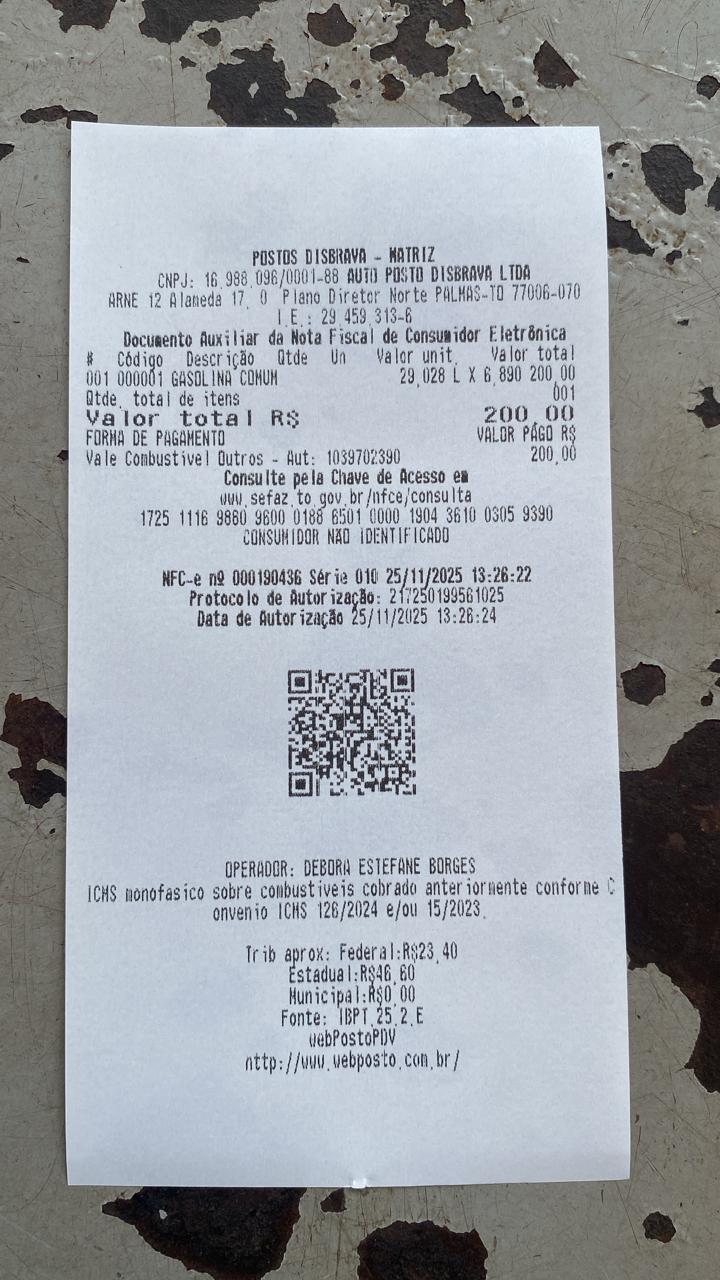 POSTOS DISBRAVA - MATRIZ
CNPJ: 16.988.096/0001-88 AUTO POSTO DISBRAVA LTDA
ARNE 12 Alameda 17, 0 Plano Diretor Norte PALMAS-TO 77006-070
I.E.: 29.459.313-6
Documento Auxiliar da Nota Fiscal de Consumidor Eletrônica
# Código Descrição Qtde Un Valor unit. Valor total
001 000001 GASOLINA COMUM 29,028 L X 6,890 200,00
Qtde. total de itens 001
Valor total R$ 200,00
FORMA DE PAGAMENTO VALOR PAGO R$
Vale Combustível Outros - Aut: 1039702390 200,00
Consulte pela Chave de Acesso em
www.sefaz.to.gov.br/nfce/consulta
1725 1116 9880 9600 0188 6501 0000 1904 3610 0305 9390
CONSUMIDOR NÃO IDENTIFICADO
NFC-e nº 000190436 Série 010 25/11/2025 13:26:22
Protocolo de Autorização: 217250199561025
Data de Autorização 25/11/2025 13:26:24
OPERADOR: DEBORA ESTEFANE BORGES
ICMS monofasico sobre combustiveis cobrado anteriormente conforme C
onvenio ICMS 126/2024 e/ou 15/2023.
Trib aprox: Federal:R$23,40
Estadual:R$46,60
Municipal:R$0,00
Fonte: IBPT.25.2.E
webPostoPDV
http://www.webposto.com.br/